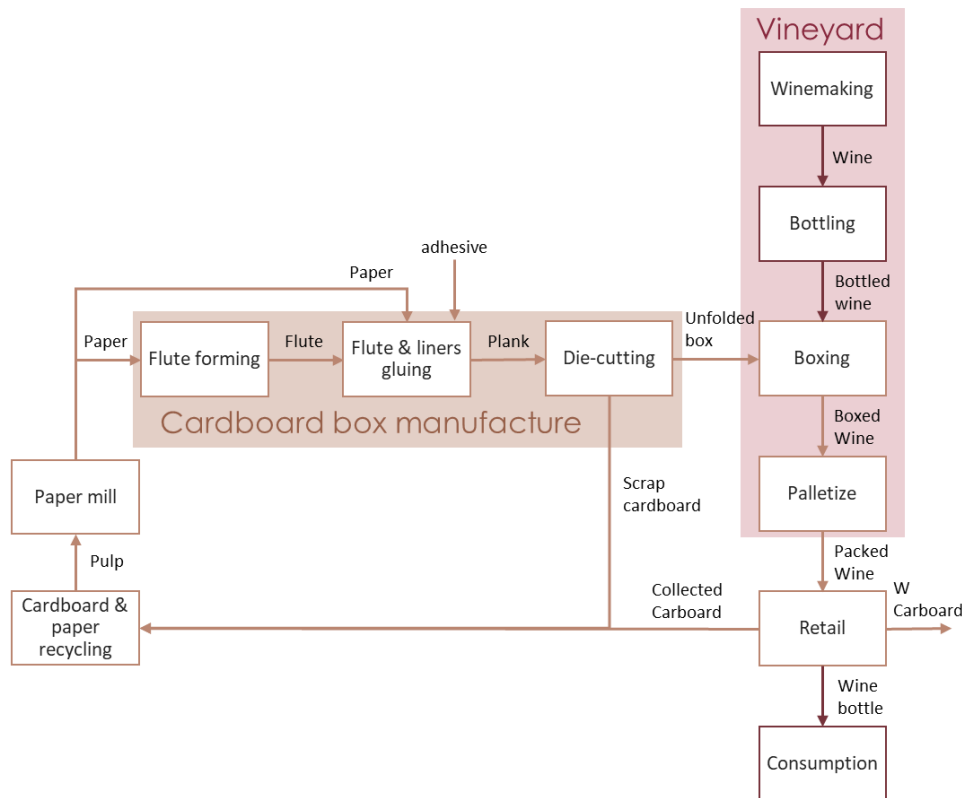 Vineyard
Winemaking
Wine
Bottling
adhesive
Paper
Bottled
wine
Unfolded
box
Paper
Flute forming
Flute
Flute & liners
gluing
Plank
Die-cutting
Boxing
Cardboard box manufacture
Boxed
Wine
Paper mill
Scrap
cardboard
Palletize
Pulp
Packed
Wine
Cardboard &
paper
recycling
Collected
Carboard
Retail
W
Carboard
Wine
bottle
Consumption